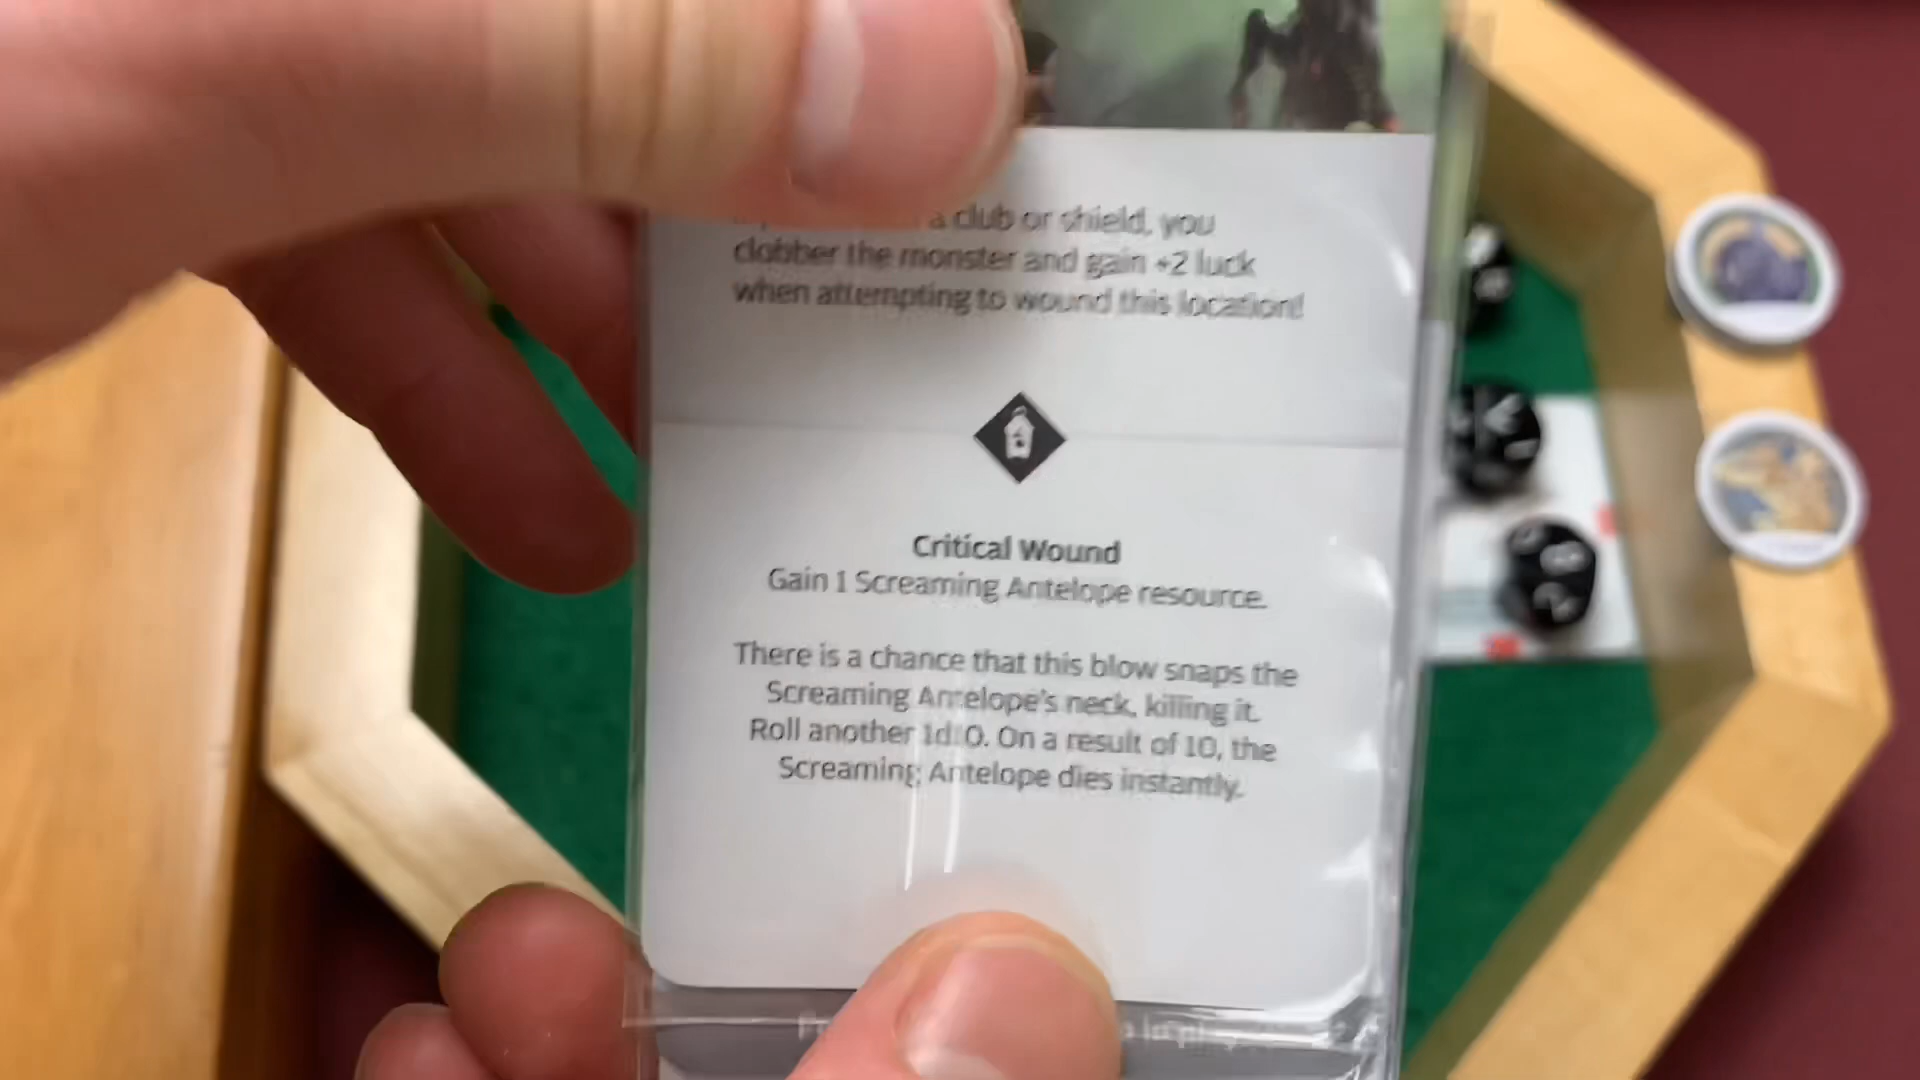 a club or shield, you
clobber the monster and gain +2 luck
when attempting to wound this location!
Critical Wound
Gain 1 Screaming Antelope resource.
There is a chance that this blow snaps the
Screaming Antelope's neck, killing it.
Roll another 1d10. On a result of 10, the
Screaming Antelope dies instantly.